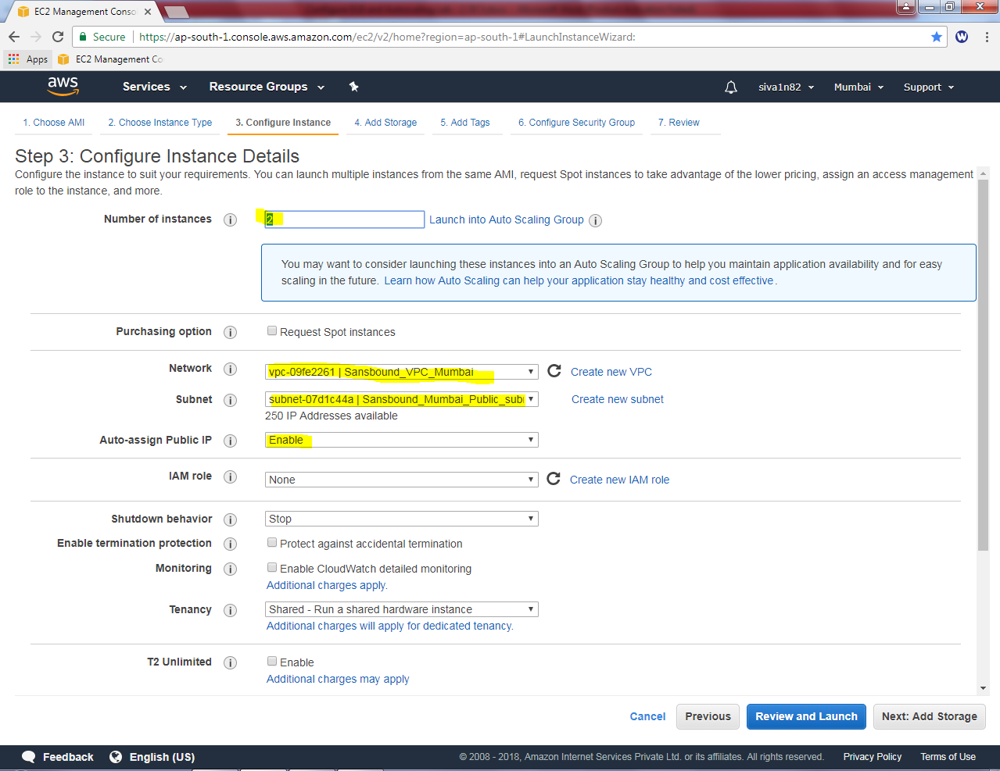 EC2 Management Conso
Secure https://ap-south-1.console.aws.amazon.com/ec2/v2/home?region=ap-south-1#LaunchInstanceWizard:
Apps EC2 Management Co
aws Services Resource Groups siva1n82 Mumbai Support
1. Choose AMI 2. Choose Instance Type 3. Configure Instance 4. Add Storage 5. Add Tags 6. Configure Security Group 7. Review
Step 3: Configure Instance Details
Configure the instance to suit your requirements. You can launch multiple instances from the same AMI, request Spot instances to take advantage of the lower pricing, assign an access management
role to the instance, and more.
Number of instances 2 Launch into Auto Scaling Group
You may want to consider launching these instances into an Auto Scaling Group to help you maintain application availability and for easy
scaling in the future. Learn how Auto Scaling can help your application stay healthy and cost effective.
Purchasing option Request Spot instances
Network vpc-09fe2261 | Sansbound_VPC_Mumbai Create new VPC
Subnet subnet-07d1c44a | Sansbound_Mumbai_Public_subn Create new subnet
250 IP Addresses available
Auto-assign Public IP Enable
IAM role None Create new IAM role
Shutdown behavior Stop
Enable termination protection Protect against accidental termination
Monitoring Enable CloudWatch detailed monitoring
Additional charges apply.
Tenancy Shared - Run a shared hardware instance
Additional charges will apply for dedicated tenancy.
T2 Unlimited Enable
Additional charges may apply
Cancel Previous Review and Launch Next: Add Storage
Feedback English (US) © 2008 - 2018, Amazon Internet Services Private Ltd. or its affiliates. All rights reserved. Privacy Policy Terms of Use